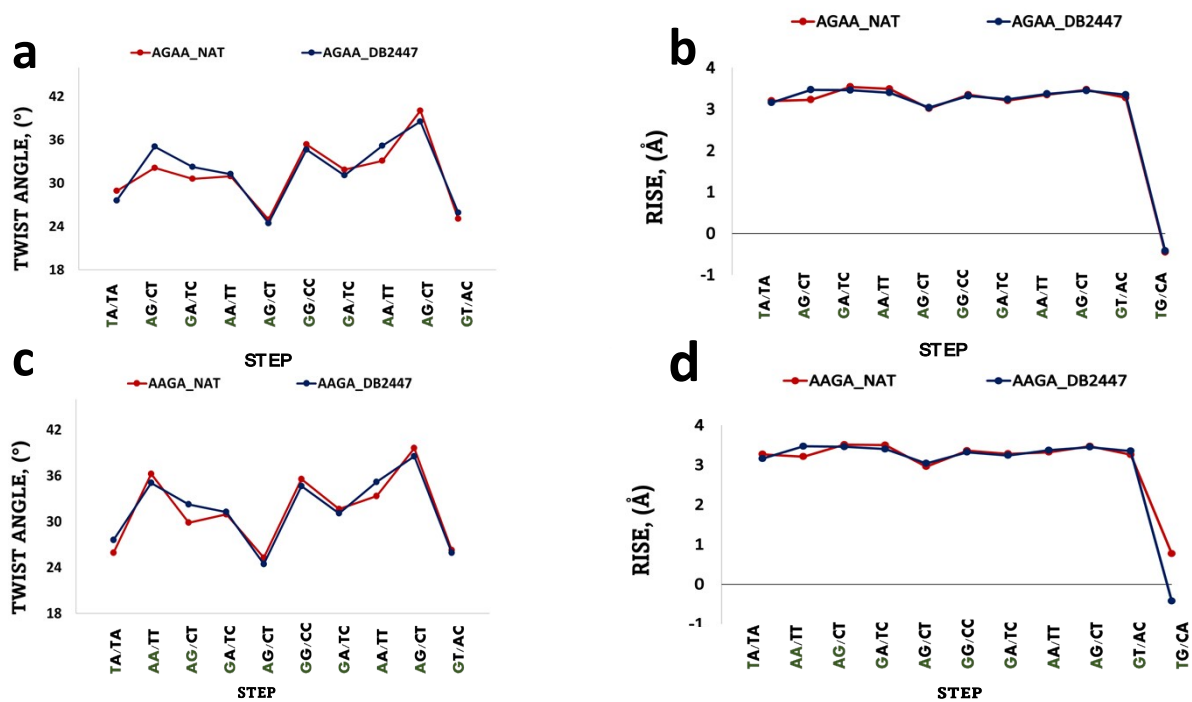 a
AGAA_NAT AGAA_DB2447
TWIST ANGLE, (°)
42
36
30
24
18
TA/TA AG/CT GA/TC AA/TT AG/CT GG/CC GA/TC AA/TT AG/CT GT/AC
STEP
b
AGAA_NAT AGAA_DB2447
RISE, (Å)
4
3
2
1
0
-1
TA/TA AG/CT GA/TC AA/TT AG/CT GG/CC GA/TC AA/TT AG/CT GT/AC TG/CA
STEP
c
AAGA_NAT AAGA_DB2447
TWIST ANGLE, (°)
42
36
30
24
18
TA/TA AA/TT AG/CT GA/TC AG/CT GG/CC GA/TC AA/TT AG/CT GT/AC
STEP
d
AAGA_NAT AAGA_DB2447
RISE, (Å)
4
3
2
1
0
-1
TA/TA AA/TT AG/CT GA/TC AG/CT GG/CC GA/TC AA/TT AG/CT GT/AC TG/CA
STEP